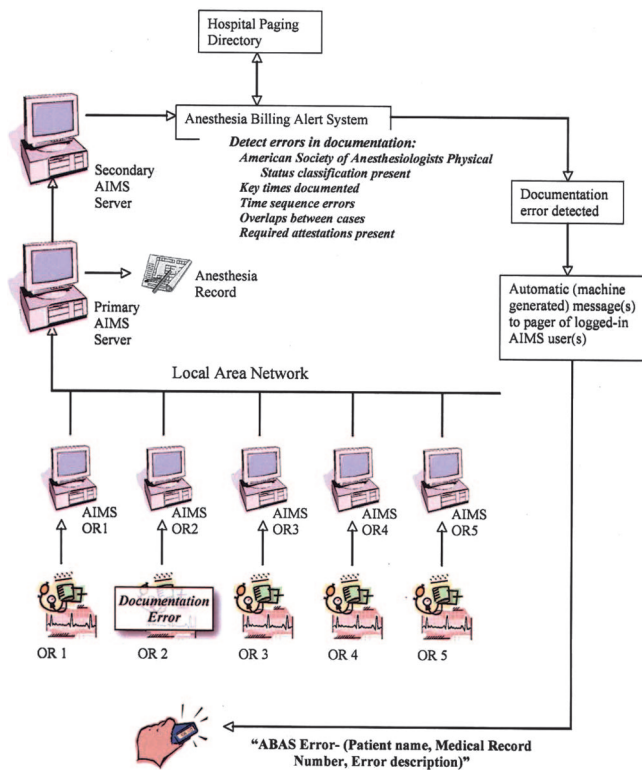 Hospital Paging
Directory
Anesthesia Billing Alert System
Detect errors in documentation:
American Society of Anesthesiologists Physical
Status classification present
Key times documented
Time sequence errors
Overlaps between cases
Required attestations present
Secondary
AIMS
Server
Documentation
error detected
Primary
AIMS
Server
Anesthesia
Record
Automatic (machine
generated) message(s)
to pager of logged-in
AIMS user(s)
Local Area Network
AIMS
OR1
AIMS
OR2
AIMS
OR3
AIMS
OR4
AIMS
OR5
Documentation
Error
OR 1
OR 2
OR 3
OR 4
OR 5
“ABAS Error- (Patient name, Medical Record
Number, Error description)”